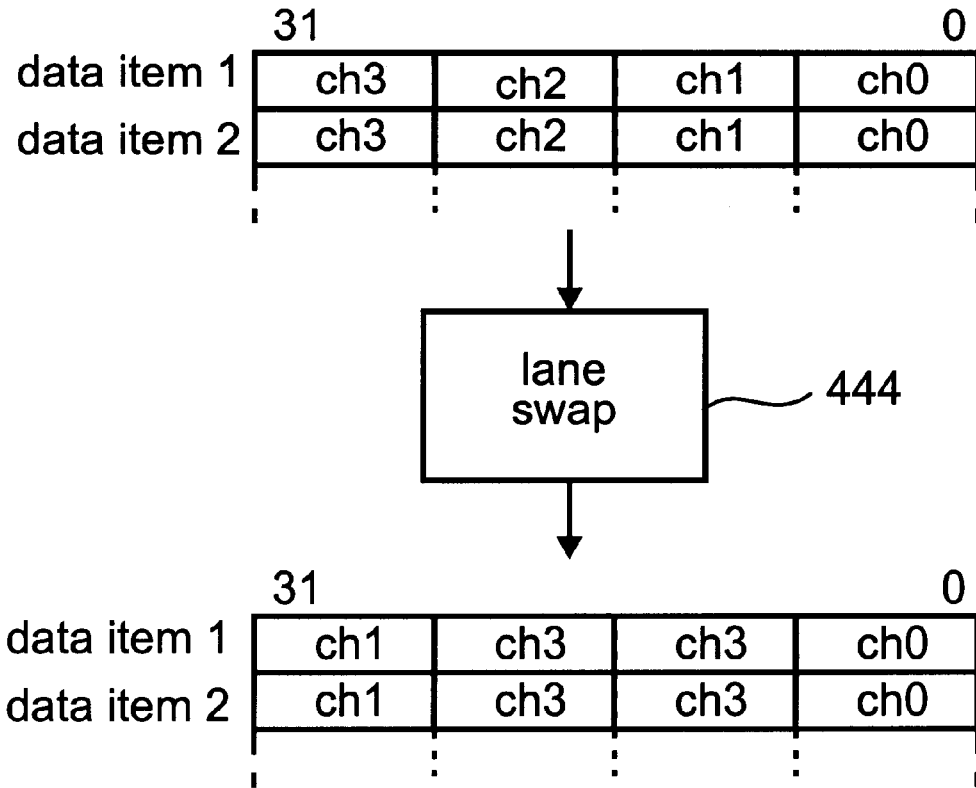 31 0
data item 1 ch3 ch2 ch1 ch0
data item 2 ch3 ch2 ch1 ch0
lane
swap
444
31 0
data item 1 ch1 ch3 ch3 ch0
data item 2 ch1 ch3 ch3 ch0